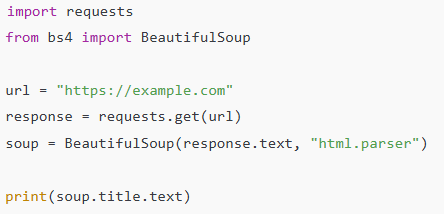 import requests
from bs4 import BeautifulSoup
url = "https://example.com"
response = requests.get(url)
soup = BeautifulSoup(response.text, "html.parser")
print(soup.title.text)